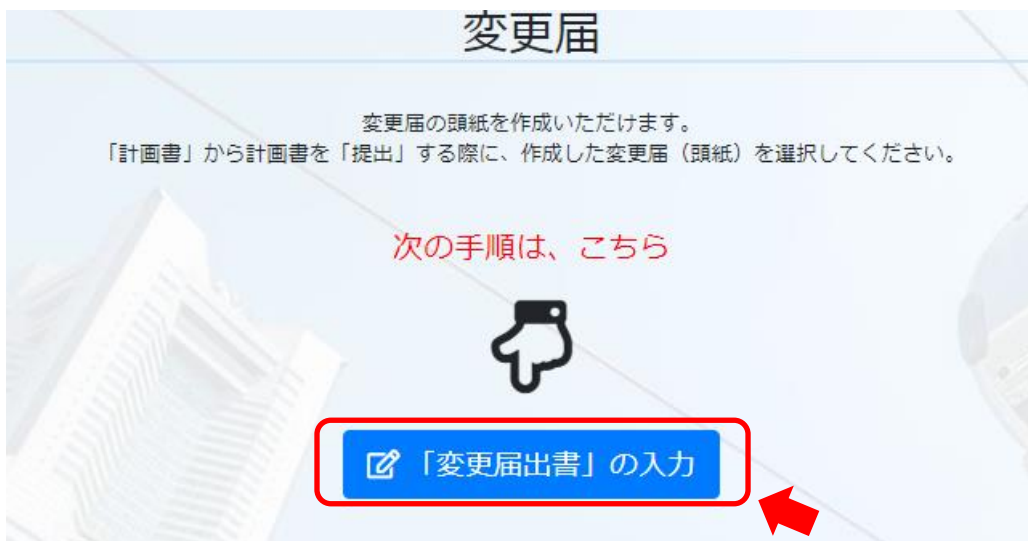 変更届
変更届の頭紙を作成いただけます。
「計画書」から計画書を「提出」する際に、作成した変更届（頭紙）を選択してください。
次の手順は、こちら
「変更届出書」の入力